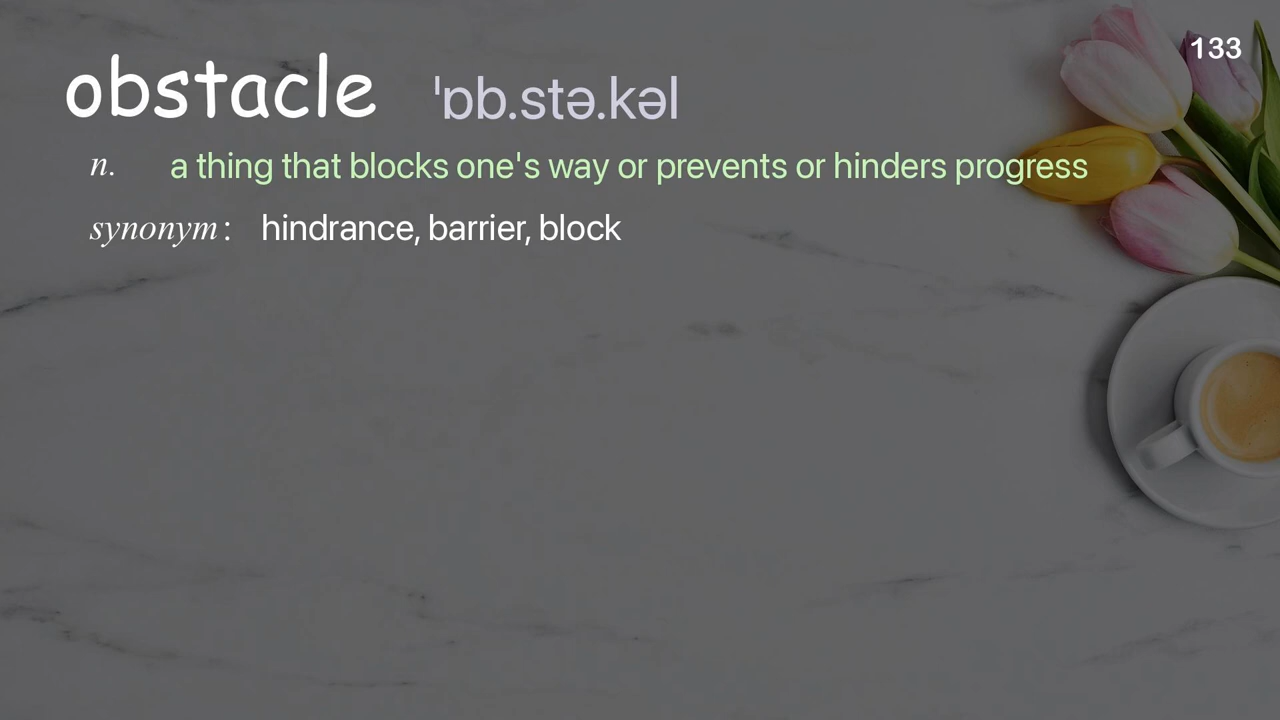 133
obstacle ˈɒb.stə.kəl
n. a thing that blocks one's way or prevents or hinders progress
synonym: hindrance, barrier, block